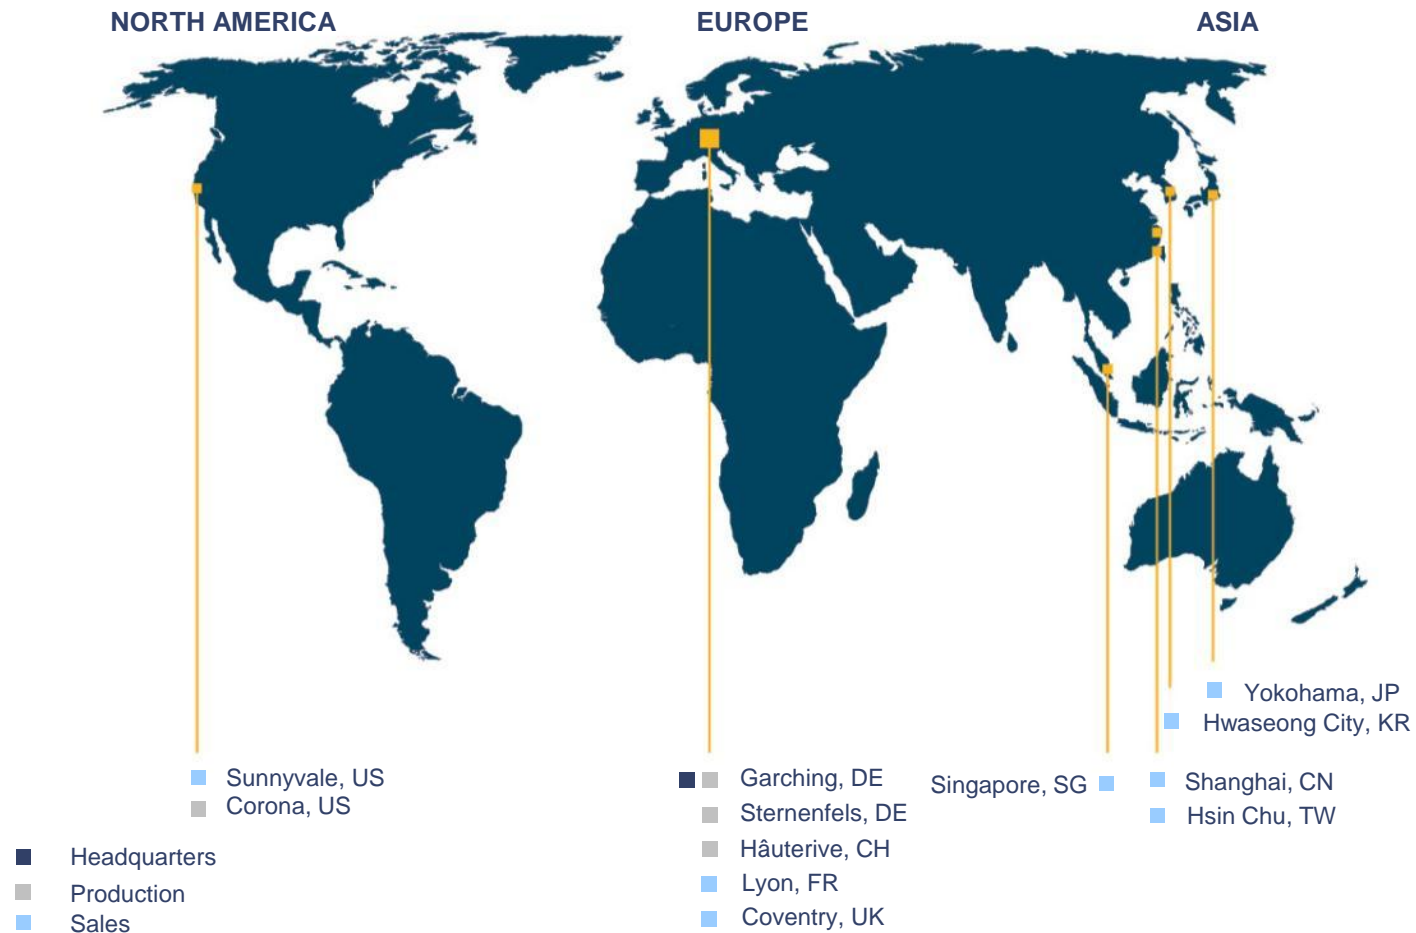 NORTH AMERICA
EUROPE
ASIA
Yokohama, JP
Hwaseong City, KR
Sunnyvale, US
Corona, US
Garching, DE
Sternenfels, DE
Hâuterive, CH
Lyon, FR
Coventry, UK
Singapore, SG
Shanghai, CN
Hsin Chu, TW
Headquarters
Production
Sales